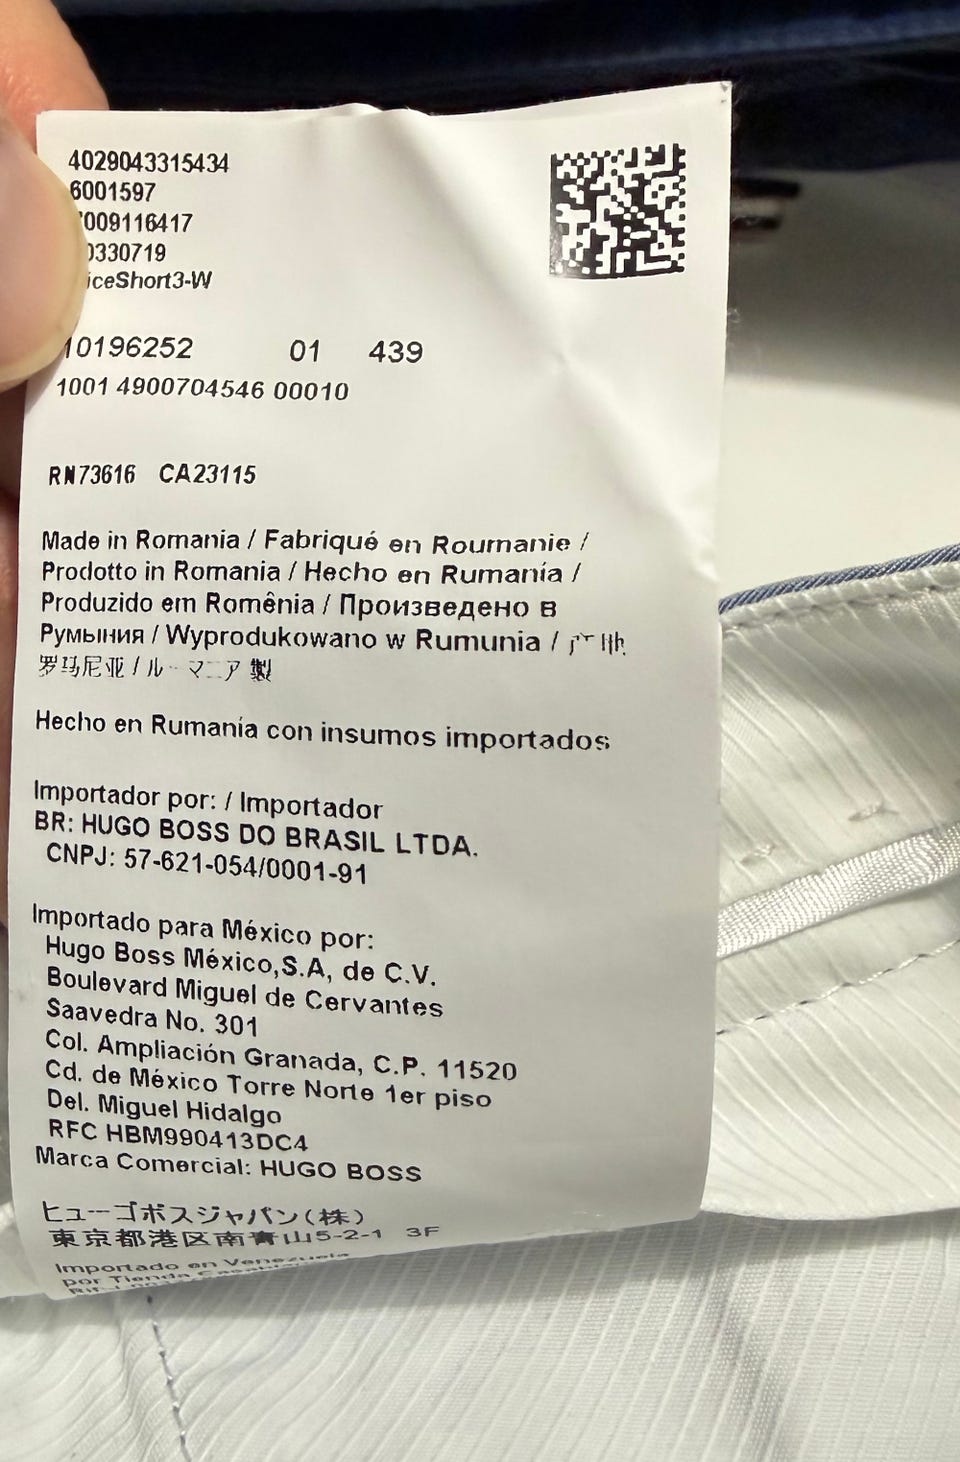 4029043315434
6001597
009116417
0330719
iceShort3-W
10196252 01 439
1001 4900704546 00010
RN73616 CA23115
Made in Romania / Fabriqué en Roumanie /
Prodotto in Romania / Hecho en Rumanía /
Produzido em Romênia / Произведено в
Румыния / Wyprodukowano w Rumunia / 产地
罗马尼亚 / ルーマニア製
Hecho en Rumanía con insumos importados
Importador por: / Importador
BR: HUGO BOSS DO BRASIL LTDA.
CNPJ: 57-621-054/0001-91
Importado para México por:
Hugo Boss México,S.A, de C.V.
Boulevard Miguel de Cervantes
Saavedra No. 301
Col. Ampliación Granada, C.P. 11520
Cd. de México Torre Norte 1er piso
Del. Miguel Hidalgo
RFC HBM990413DC4
Marca Comercial: HUGO BOSS
ヒューゴボスジャパン(株)
東京都港区南青山5-2-1 3F
Importado en Venezuela
por Tienda